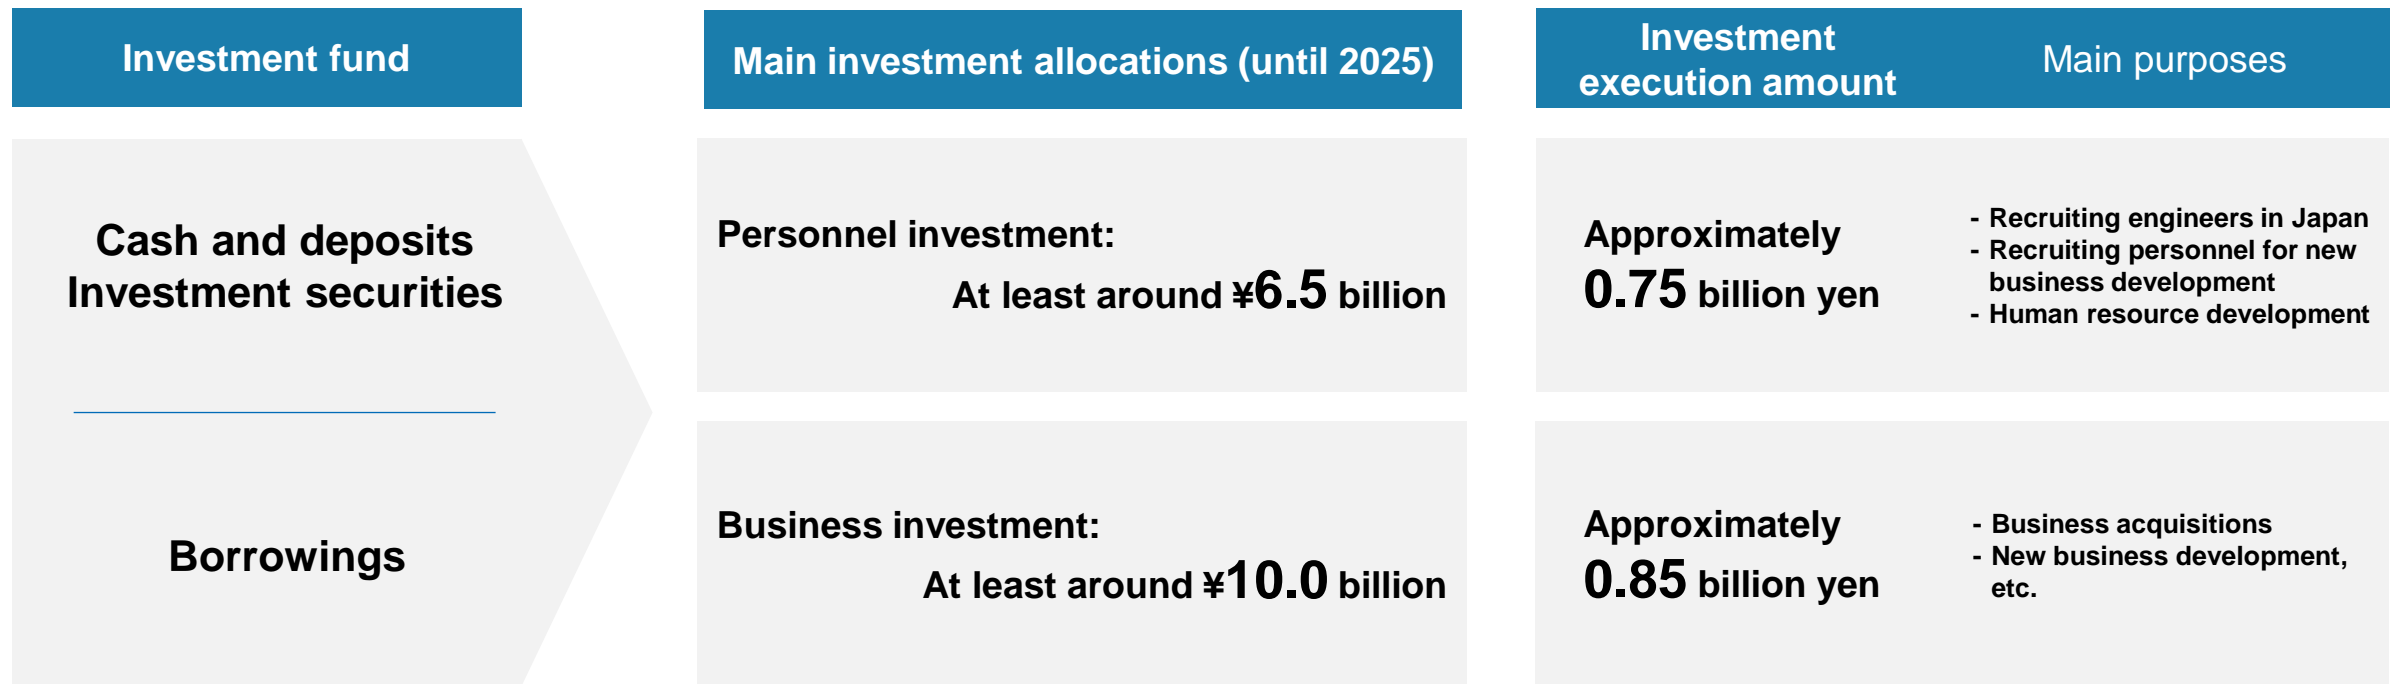 Investment fund
Main investment allocations (until 2025)
Investment
execution amount
Main purposes
Cash and deposits
Investment securities
Borrowings
Personnel investment:
At least around ¥6.5 billion
Approximately
0.75 billion yen
- Recruiting engineers in Japan
- Recruiting personnel for new
business development
- Human resource development
Business investment:
At least around ¥10.0 billion
Approximately
0.85 billion yen
- Business acquisitions
- New business development,
etc.